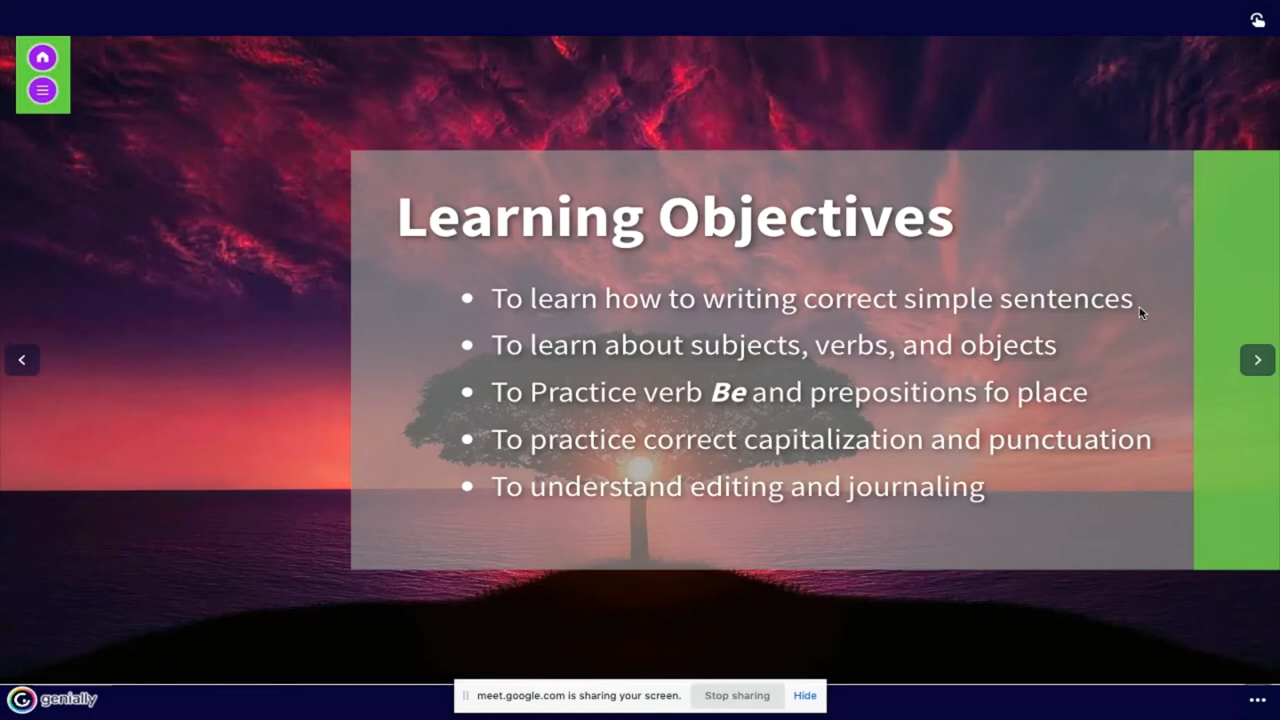 Learning Objectives
• To learn how to writing correct simple sentences
• To learn about subjects, verbs, and objects
• To Practice verb Be and prepositions fo place
• To practice correct capitalization and punctuation
• To understand editing and journaling
genially
meet.google.com is sharing your screen. Stop sharing Hide